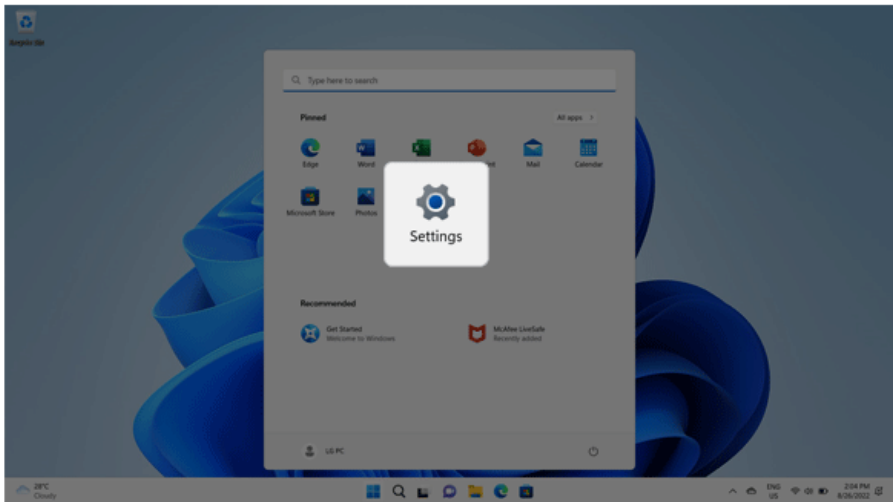 Recycle Bin
Type here to search
Pinned
All apps >
Edge
Word
nt
Mail
Calendar
Microsoft Store
Photos
Settings
Recommended
Get Started
Welcome to Windows
McAfee LiveSafe
Recently added
LG PC
28°C
Cloudy
ENG
US
2:04 PM
8/26/2022